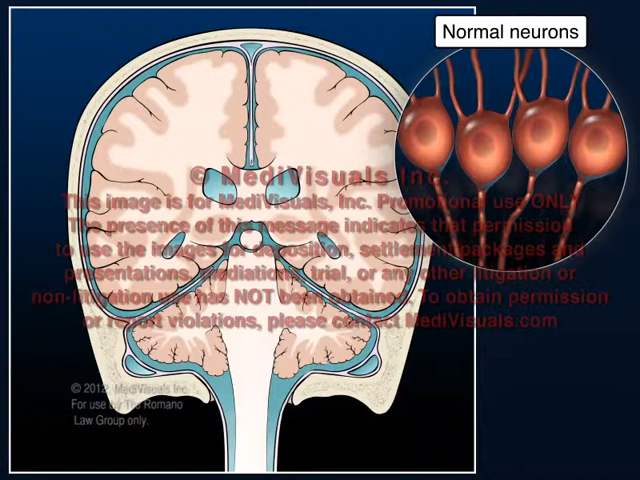 Normal neurons
© MediVisuals Inc.
This image is for MediVisuals, Inc. Promotional use ONLY
The presence of this message indicates that permission
to use the images for deposition, settlement packages and
presentations, mediation, trial, or any other litigation or
non-litigation use has NOT been obtained. To obtain permission
or report violations, please contact MediVisuals.com
© 2012, MediVisuals Inc.
For use by The Romano
Law Group only.